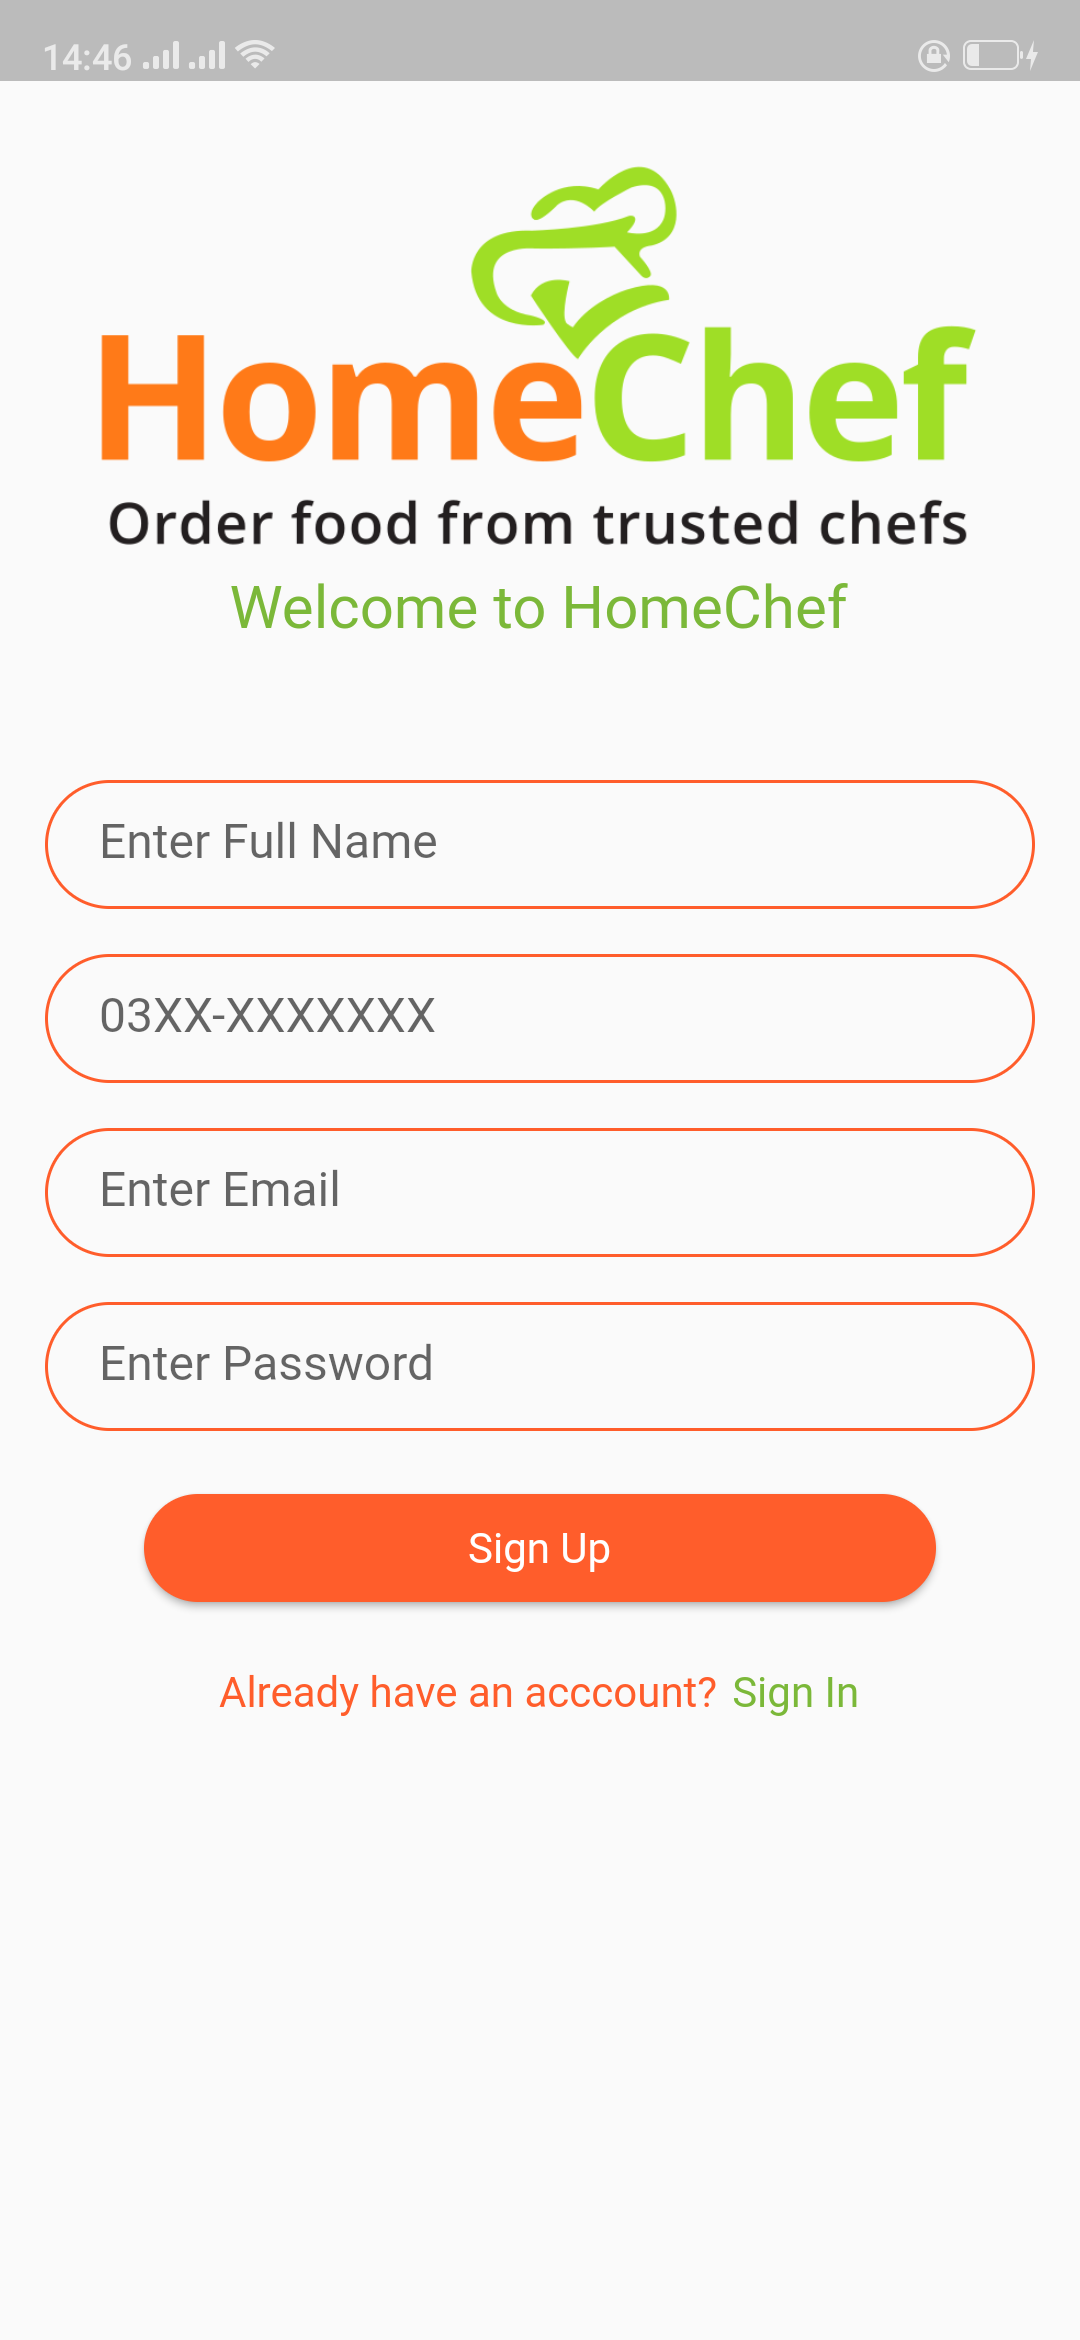 14:46
HomeChef
Order food from trusted chefs
Welcome to HomeChef
Enter Full Name
03XX-XXXXXXX
Enter Email
Enter Password
Sign Up
Already have an acccount? Sign In